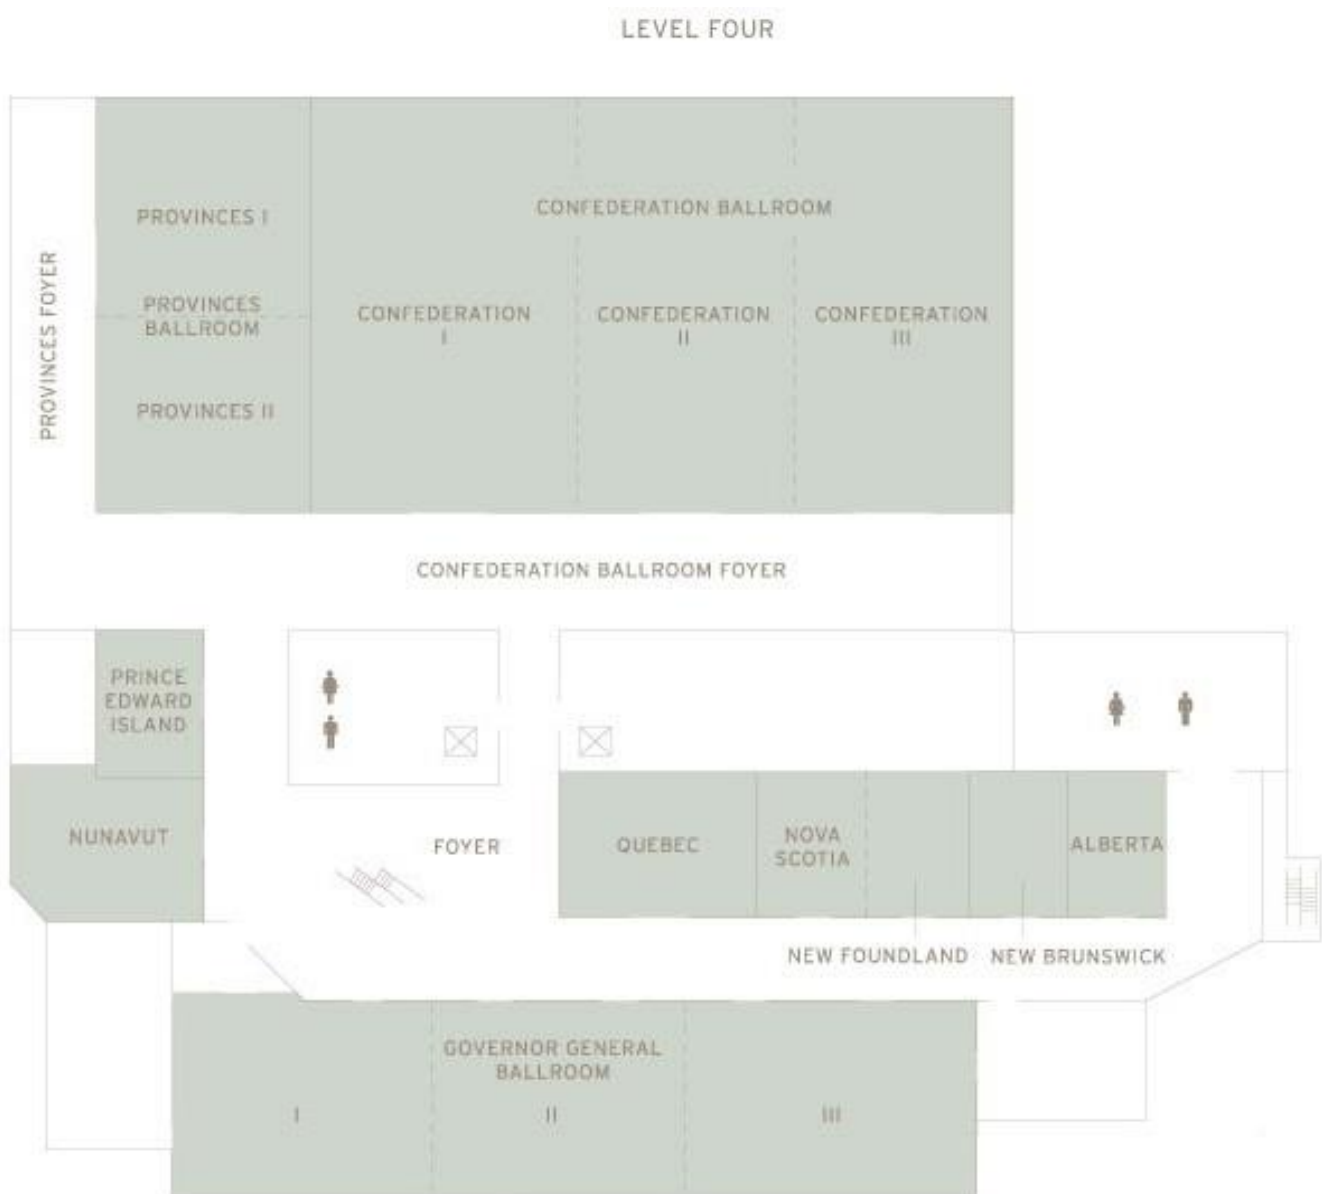 LEVEL FOUR
PROVINCES FOYER
PROVINCES I
PROVINCES
BALLROOM
PROVINCES II
CONFEDERATION BALLROOM
CONFEDERATION
I
CONFEDERATION
II
CONFEDERATION
III
CONFEDERATION BALLROOM FOYER
PRINCE
EDWARD
ISLAND
NUNAVUT
FOYER
QUEBEC
NOVA
SCOTIA
ALBERTA
NEW FOUNDLAND
NEW BRUNSWICK
GOVERNOR GENERAL
BALLROOM
I
II
III